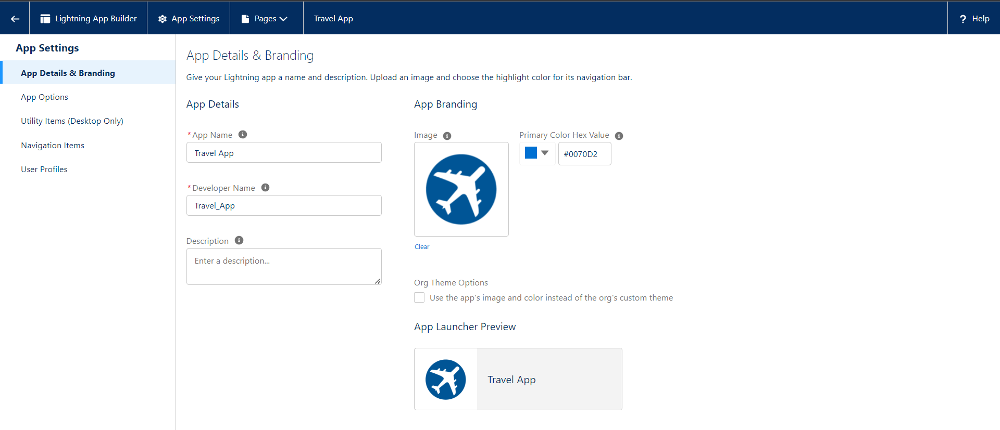 Lightning App Builder
App Settings
Pages
Travel App
? Help
App Settings
App Details & Branding
App Options
Utility Items (Desktop Only)
Navigation Items
User Profiles
App Details & Branding
Give your Lightning app a name and description. Upload an image and choose the highlight color for its navigation bar.
App Details
* App Name
Travel App
* Developer Name
Travel_App
Description
Enter a description...
App Branding
Image
Clear
Primary Color Hex Value
#0070D2
Org Theme Options
Use the app's image and color instead of the org's custom theme
App Launcher Preview
Travel App